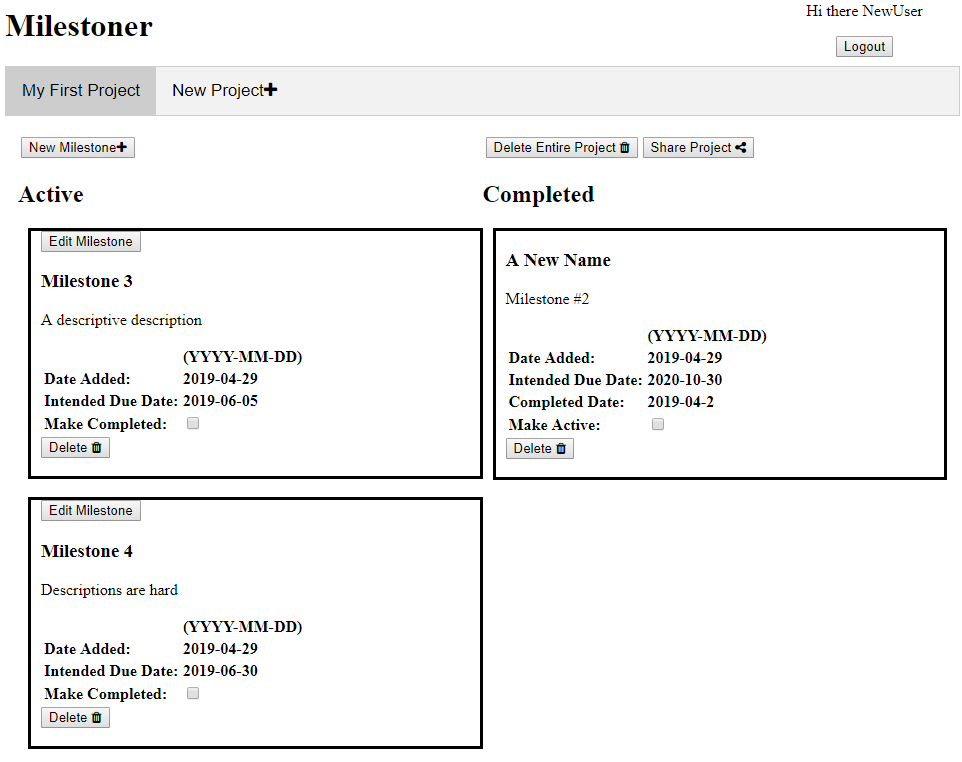 Milestoner
Hi there NewUser
Logout
My First Project
New Project
New Milestone
Delete Entire Project
Share Project
Active
Completed
Edit Milestone
Milestone 3
A descriptive description
(YYYY-MM-DD)
Date Added: 2019-04-29
Intended Due Date: 2019-06-05
Make Completed:
Delete
Edit Milestone
Milestone 4
Descriptions are hard
(YYYY-MM-DD)
Date Added: 2019-04-29
Intended Due Date: 2019-06-30
Make Completed:
Delete
A New Name
Milestone #2
(YYYY-MM-DD)
Date Added: 2019-04-29
Intended Due Date: 2020-10-30
Completed Date: 2019-04-2
Make Active:
Delete